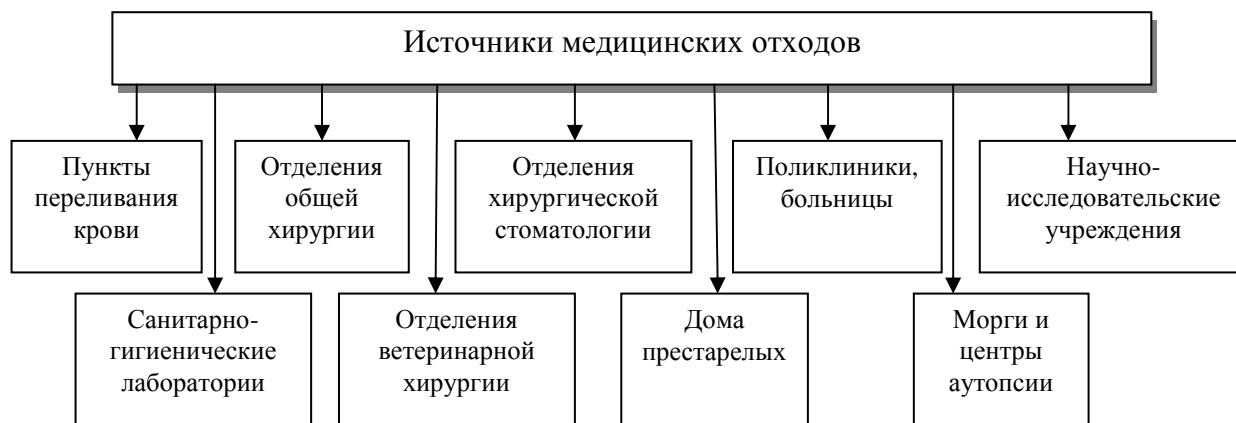 Источники медицинских отходов
Пункты
переливания
крови
Отделения
общей
хирургии
Отделения
хирургической
стоматологии
Поликлиники,
больницы
Научно-
исследовательские
учреждения
Санитарно-
гигиенические
лаборатории
Отделения
ветеринарной
хирургии
Дома
престарелых
Морги и
центры
аутопсии